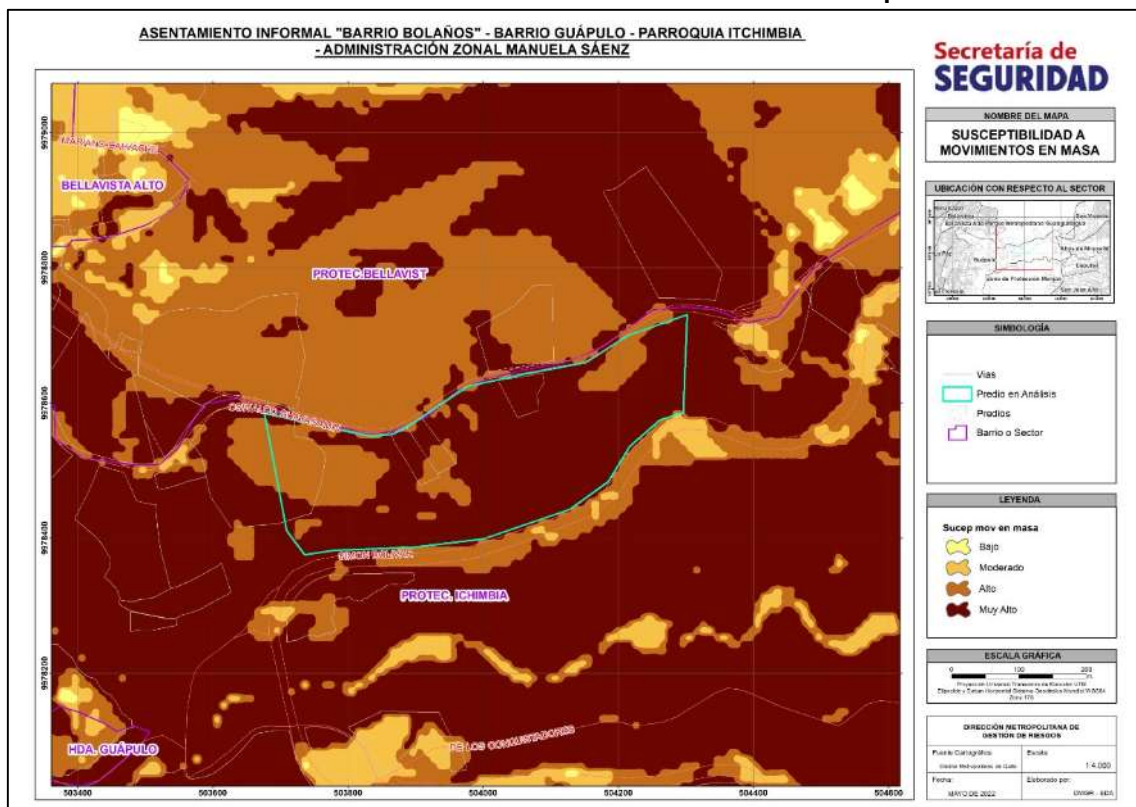 ASENTAMIENTO INFORMAL "BARRIO BOLAÑOS" - BARRIO GUÁPULO - PARROQUIA ITCHIMBIA
- ADMINISTRACIÓN ZONAL MANUELA SÁENZ
Secretaría de
SEGURIDAD
NOMBRE DEL MAPA
SUSCEPTIBILIDAD A
MOVIMIENTOS EN MASA
UBICACIÓN CON RESPECTO AL SECTOR
SIMBOLOGÍA
Vias
Predio en Análisis
Predios
Barrio o Sector
LEYENDA
Sucep mov en masa
Bajo
Moderado
Alto
Muy Alto
ESCALA GRÁFICA
0 100 200
DIRECCIÓN METROPOLITANA DE
GESTIÓN DE RIESGOS
Fuente Cartográfica:
Escala:
1:4.000
Fecha:
MAYO DE 2022
Elaborado por:
9979000
9978800
9978600
9978400
9978200
BELLAVISTA ALTO
PROTEC.BELLAVIST
SIMON BOLIVAR
PROTEC. ICHIMBIA
HDA. GUÁPULO
DE LOS CONQUISTADORES
503400 503600 503800 504000 504200 504400 504600